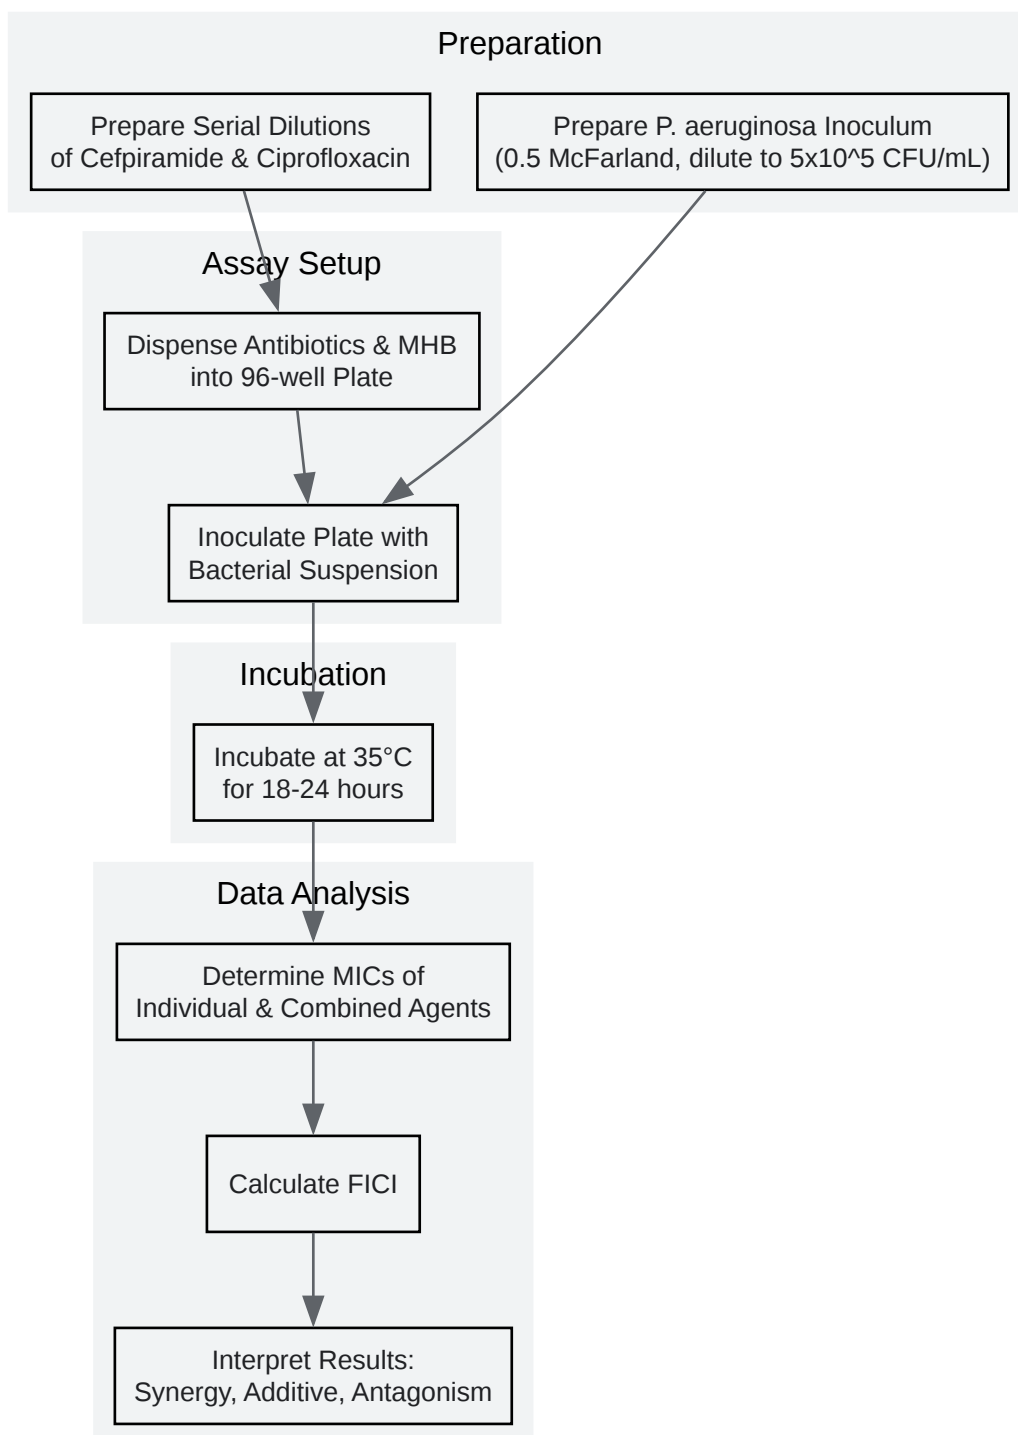 Preparation
Prepare Serial Dilutions
of Cefpiramide & Ciprofloxacin
Prepare P. aeruginosa Inoculum
(0.5 McFarland, dilute to 5x10^5 CFU/mL)
Assay Setup
Dispense Antibiotics & MHB
into 96-well Plate
Inoculate Plate with
Bacterial Suspension
Incubation
Incubate at 35°C
for 18-24 hours
Data Analysis
Determine MICs of
Individual & Combined Agents
Calculate FICI
Interpret Results:
Synergy, Additive, Antagonism